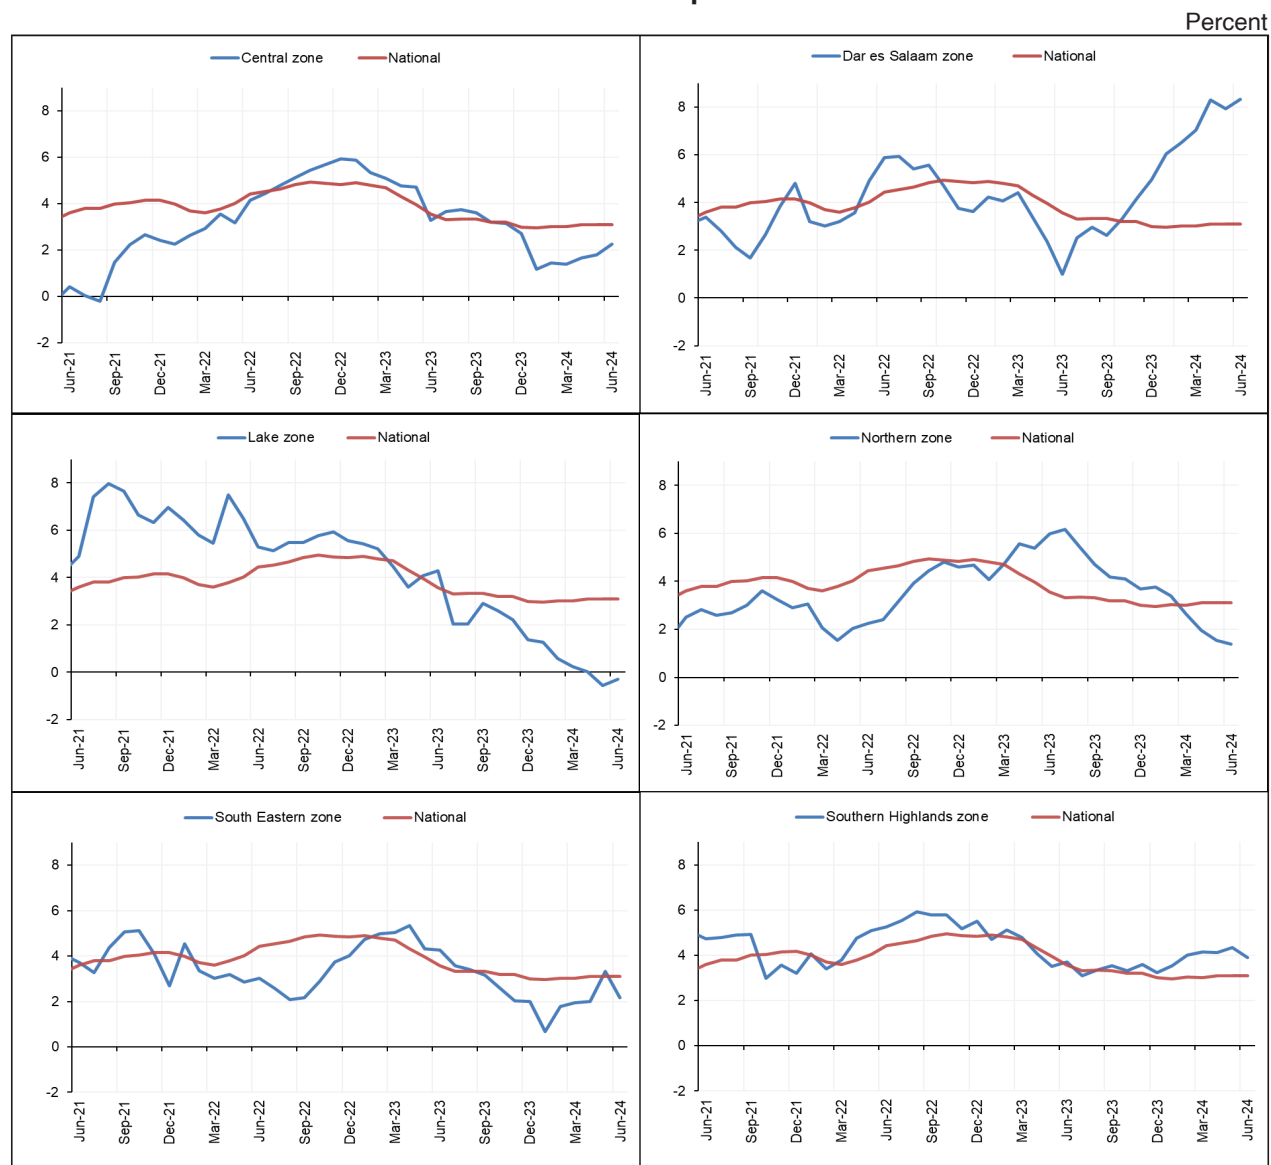 Percent
Central zone National
8
6
4
2
0
-2
Jun-21 Sep-21 Dec-21 Mar-22 Jun-22 Sep-22 Dec-22 Mar-23 Jun-23 Sep-23 Dec-23 Mar-24 Jun-24
Dar es Salaam zone National
8
6
4
2
0
-2
Jun-21 Sep-21 Dec-21 Mar-22 Jun-22 Sep-22 Dec-22 Mar-23 Jun-23 Sep-23 Dec-23 Mar-24 Jun-24
Lake zone National
8
6
4
2
0
-2
Jun-21 Sep-21 Dec-21 Mar-22 Jun-22 Sep-22 Dec-22 Mar-23 Jun-23 Sep-23 Dec-23 Mar-24 Jun-24
Northern zone National
8
6
4
2
0
-2
Jun-21 Sep-21 Dec-21 Mar-22 Jun-22 Sep-22 Dec-22 Mar-23 Jun-23 Sep-23 Dec-23 Mar-24 Jun-24
South Eastern zone National
8
6
4
2
0
-2
Jun-21 Sep-21 Dec-21 Mar-22 Jun-22 Sep-22 Dec-22 Mar-23 Jun-23 Sep-23 Dec-23 Mar-24 Jun-24
Southern Highlands zone National
8
6
4
2
0
-2
Jun-21 Sep-21 Dec-21 Mar-22 Jun-22 Sep-22 Dec-22 Mar-23 Jun-23 Sep-23 Dec-23 Mar-24 Jun-24